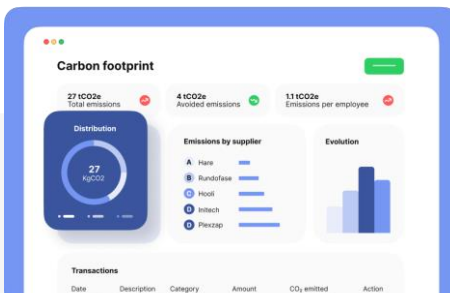 Carbon footprint
27 tCO2e
Total emissions
4 tCO2e
Avoided emissions
1.1 tCO2e
Emissions per employee
Distribution
27
KgCO2
Emissions by supplier
A Hare
B Rundofase
C Hooli
D Initech
D Plexzap
Evolution
Transactions
Date Description Category Amount CO₂ emitted Action